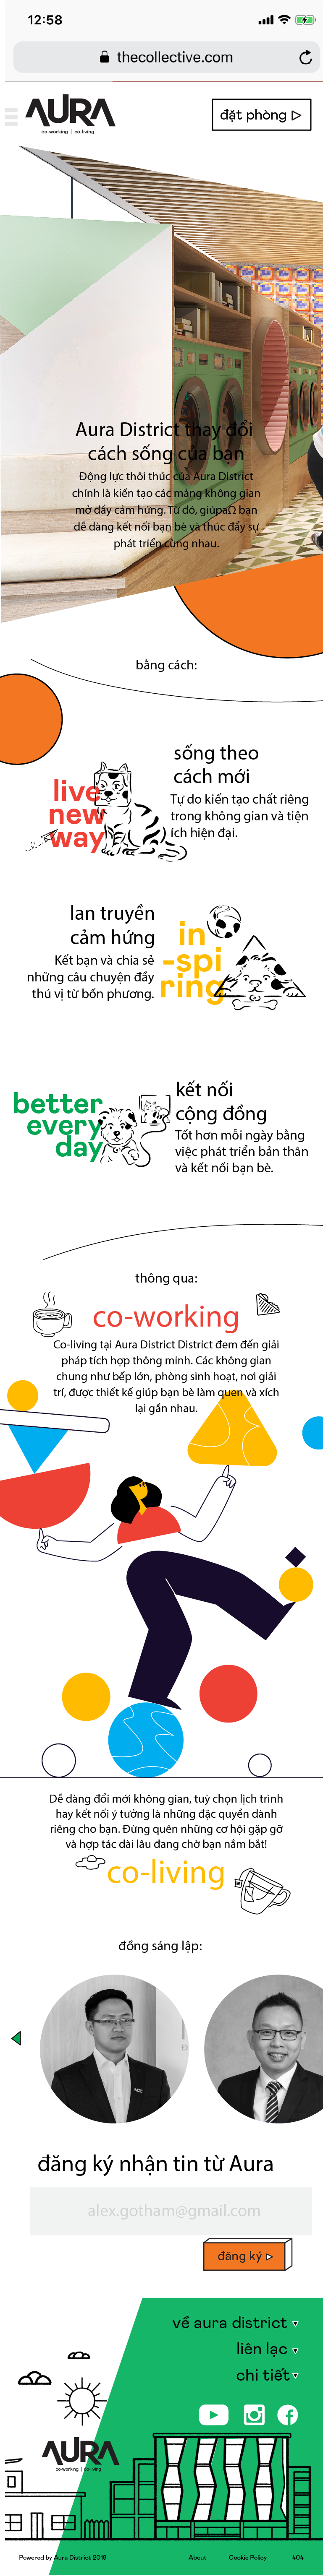 12:58
thecollective.com
AURA
co-working | co-living
đặt phòng
Aura District thay đổi
cách sống của bạn
Động lực thôi thúc của Aura District
chính là kiến tạo các mảng không gian
mở đầy cảm hứng. Từ đó, giúpaΩ bạn
dễ dàng kết nối bạn bè và thúc đẩy sự
phát triển cùng nhau.
bằng cách:
live
new
way
sống theo
cách mới
Tự do kiến tạo chất riêng
trong không gian và tiện
ích hiện đại.
lan truyền
cảm hứng
Kết bạn và chia sẻ
những câu chuyện đầy
thú vị từ bốn phương.
in
-spi
ring
better
every
day
kết nối
cộng đồng
Tốt hơn mỗi ngày bằng
việc phát triển bản thân
và kết nối bạn bè.
thông qua:
co-working
Co-living tại Aura District District đem đến giải
pháp tích hợp thông minh. Các không gian
chung như bếp lớn, phòng sinh hoạt, nơi giải
trí, được thiết kế giúp bạn bè làm quen và xích
lại gần nhau.
Dễ dàng đổi mới không gian, tuỳ chọn lịch trình
hay kết nối ý tưởng là những đặc quyền dành
riêng cho bạn. Đừng quên những cơ hội gặp gỡ
và hợp tác dài lâu đang chờ bạn nắm bắt!
co-living
đồng sáng lập:
đăng ký nhận tin từ Aura
alex.gotham@gmail.com
đăng ký
về aura district
liên lạc
chi tiết
AURA
co-working | co-living
Powered by Aura District 2019
About
Cookie Policy
404